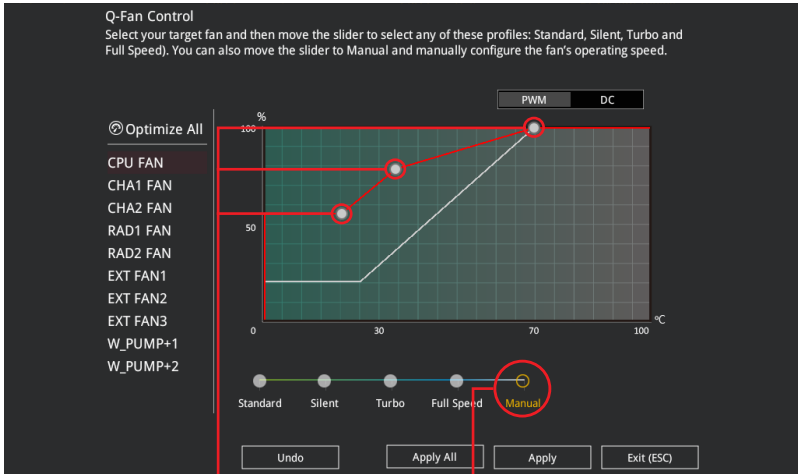 Q-Fan Control
Select your target fan and then move the slider to select any of these profiles: Standard, Silent, Turbo and
Full Speed). You can also move the slider to Manual and manually configure the fan's operating speed.
PWM DC
Optimize All
%
100
CPU FAN
CHA1 FAN
CHA2 FAN
50
RAD1 FAN
RAD2 FAN
EXT FAN1
EXT FAN2
EXT FAN3
ºC
0 30 70 100
W_PUMP+1
W_PUMP+2
Standard Silent Turbo Full Speed Manual
Undo Apply All Apply Exit (ESC)